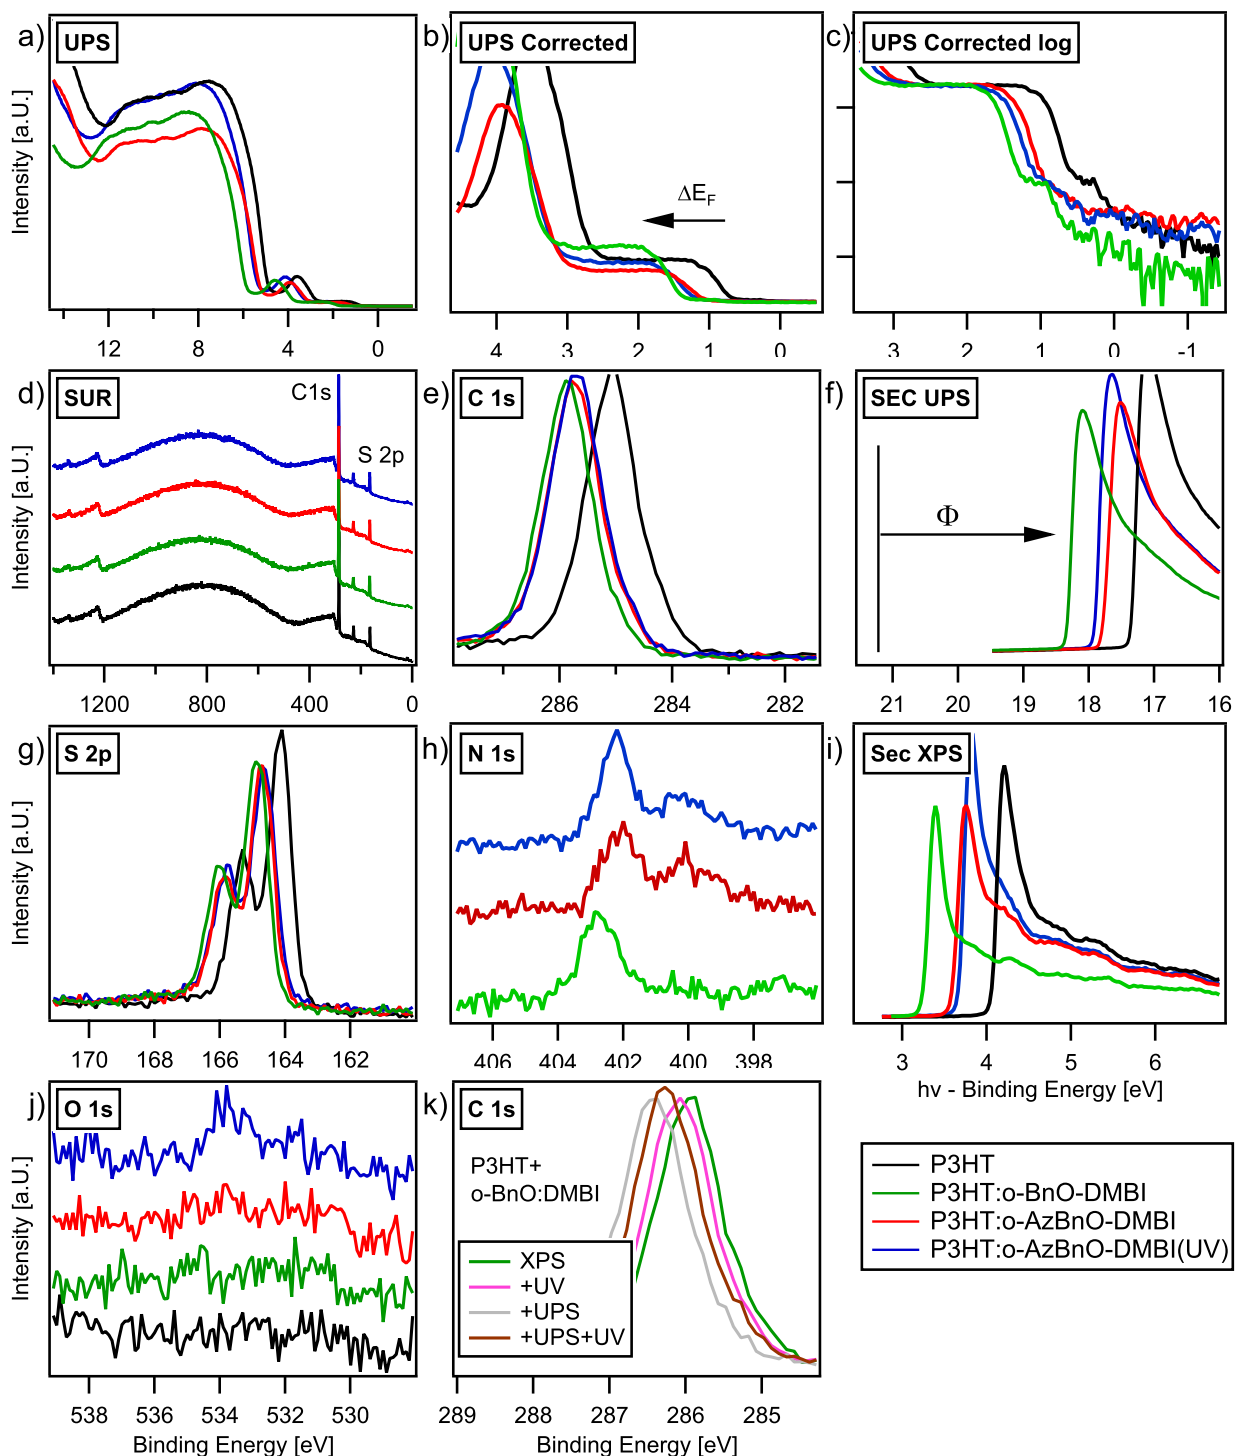 a) UPS
b) UPS Corrected
c) UPS Corrected log
Intensity [a.U.]
ΔEF
12 8 4 0
4 3 2 1 0
3 2 1 0 -1
d) SUR
C1s
S 2p
e) C 1s
f) SEC UPS
Φ
Intensity [a.U.]
1200 800 400 0
286 284 282
21 20 19 18 17 16
g) S 2p
h) N 1s
i) Sec XPS
Intensity [a.U.]
170 168 166 164 162
406 404 402 400 398
3 4 5 6
hν - Binding Energy [eV]
j) O 1s
k) C 1s
P3HT+
o-BnO:DMBI
XPS
+UV
+UPS
+UPS+UV
Intensity [a.U.]
538 536 534 532 530
289 288 287 286 285
Binding Energy [eV]
Binding Energy [eV]
P3HT
P3HT:o-BnO-DMBI
P3HT:o-AzBnO-DMBI
P3HT:o-AzBnO-DMBI(UV)